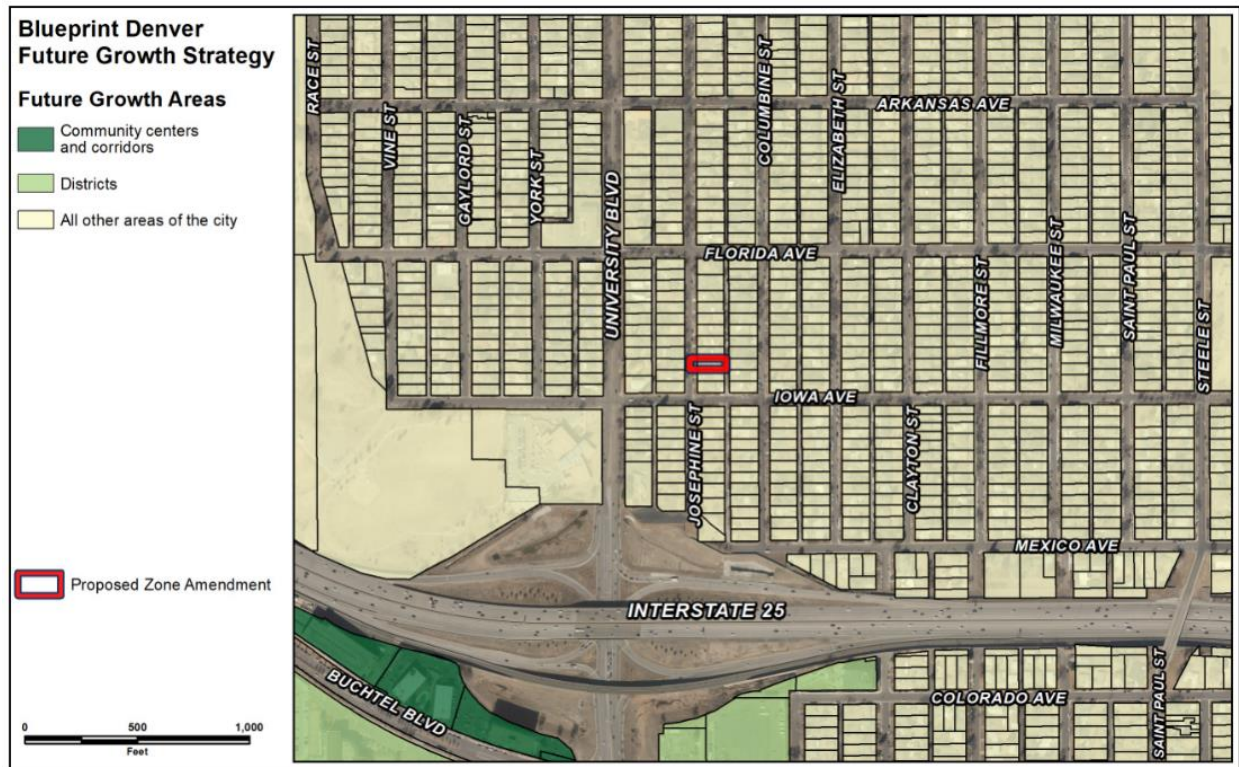 Blueprint Denver
Future Growth Strategy
Future Growth Areas
Community centers
and corridors
Districts
All other areas of the city
Proposed Zone Amendment
0 500 1,000
Feet
RACE ST
VINE ST
GAYLORD ST
YORK ST
UNIVERSITY BLVD
COLUMBINE ST
ELIZABETH ST
ARKANSAS AVE
FLORIDA AVE
FILLMORE ST
MILWAUKEE ST
SAINT PAUL ST
STEELE ST
IOWA AVE
JOSEPHINE ST
CLAYTON ST
MEXICO AVE
INTERSTATE 25
BUCHTEL BLVD
COLORADO AVE
SAINT PAUL ST